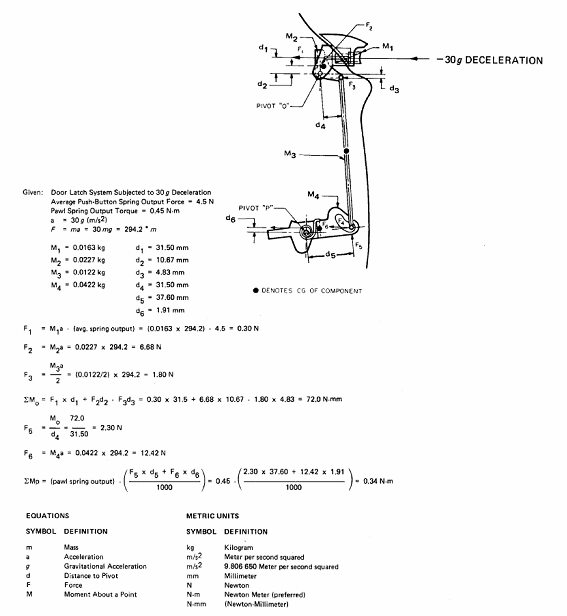 F2
M2
d1
F1
M1
−30g DECELERATION
d2
F3
d3
PIVOT "O"
d4
M3
M4
PIVOT "P"
d6
F6
F4
F5
d5
● DENOTES CG OF COMPONENT
Given: Door Latch System Subjected to 30 g Deceleration
Average Push-Button Spring Output Force = 4.5 N
Pawl Spring Output Torque = 0.45 N·m
a = 30 g (m/s²)
F = ma = 30 mg = 294.2 * m
M1 = 0.0163 kg d1 = 31.50 mm
M2 = 0.0227 kg d2 = 10.67 mm
M3 = 0.0122 kg d3 = 4.83 mm
M4 = 0.0422 kg d4 = 31.50 mm
d5 = 37.60 mm
d6 = 1.91 mm
F1 = M1a - (avg. spring output) = (0.0163 x 294.2) - 4.5 = 0.30 N
F2 = M2a = 0.0227 x 294.2 = 6.68 N
F3 = M3a/2 = (0.0122/2) x 294.2 = 1.80 N
ΣMo = F1 x d1 + F2d2 - F3d3 = 0.30 x 31.5 + 6.68 x 10.67 - 1.80 x 4.83 = 72.0 N·mm
F5 = Mo/d4 = 72.0/31.50 = 2.30 N
F6 = M4a = 0.0422 x 294.2 = 12.42 N
ΣMp = (pawl spring output) - (F5 x d5 + F6 x d6 / 1000) = 0.45 - (2.30 x 37.60 + 12.42 x 1.91 / 1000) = 0.34 N·m
EQUATIONS METRIC UNITS
SYMBOL DEFINITION SYMBOL DEFINITION
m Mass kg Kilogram
a Acceleration m/s² Meter per second squared
g Gravitational Acceleration m/s² 9.806 650 Meter per second squared
d Distance to Pivot mm Millimeter
F Force N Newton
M Moment About a Point N·m Newton Meter (preferred)
N·mm (Newton-Millimeter)